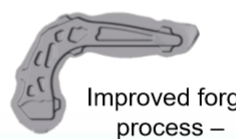 Improved forg
process –